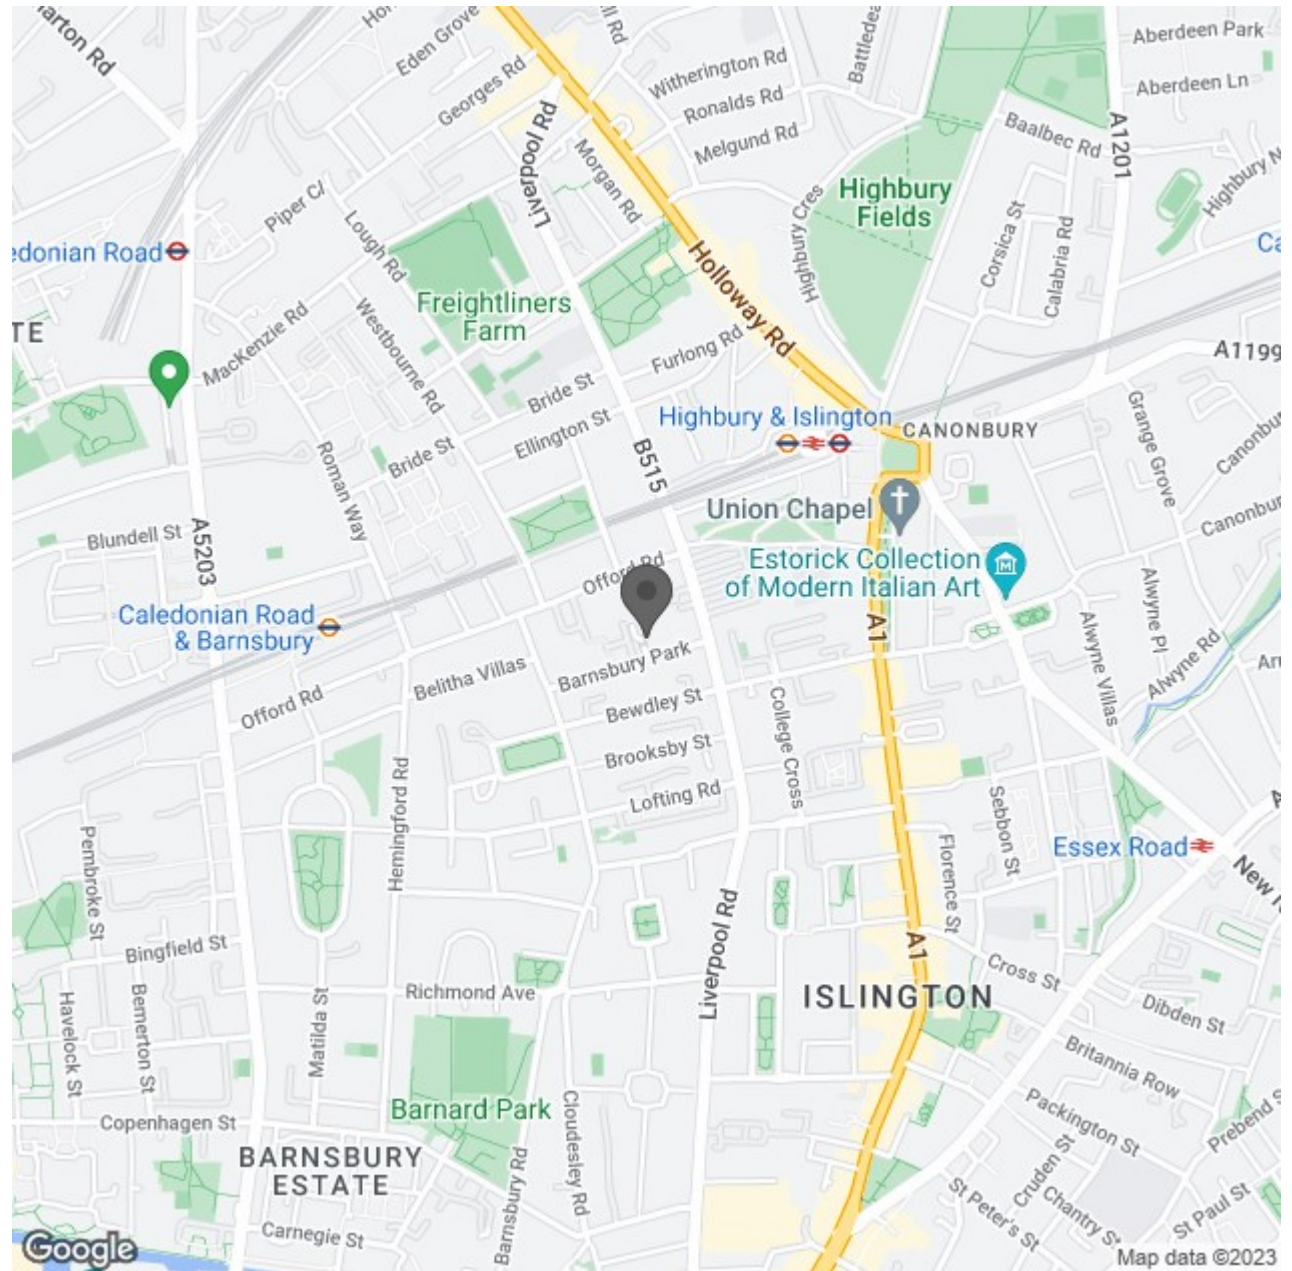 Aberdeen Park
Eden Grove
Witherington Rd
Aberdeen Ln
Georges Rd
Ronalds Rd
Baalbec Rd
A1201
Melgund Rd
Liverpool Rd
Morgan Rd
Highbury
Fields
Piper Cl
Lough Rd
Highbury Cres
Corsica St
Calabria Rd
Holloway Rd
Freightliners
Farm
MacKenzie Rd
Westbourne Rd
Furlong Rd
A1199
Bride St
Ellington St
Highbury & Islington
CANONBURY
Grange Grove
Bride St
B515
Roman Way
Union Chapel
Blundell St
A5203
Estorick Collection
of Modern Italian Art
Offord Rd
Alwyne Pl
Caledonian Road
& Barnsbury
A1
Alwyne Villas
Alwyne Rd
Barnsbury Park
Belitha Villas
Offord Rd
Bewdley St
College Cross
Brooksby St
Hemingford Rd
Lofting Rd
Sebbon St
Pembroke St
Essex Road
Florence St
Liverpool Rd
Bingfield St
A1
Cross St
Richmond Ave
ISLINGTON
Havelock St
Bemerton St
Matilda St
Dibden St
Britannia Row
Barnard Park
Cloudesley Rd
Packington St
Copenhagen St
BARNSBURY
ESTATE
Barnsbury Rd
Cruden St
St Peter's St
Chantry St
St Paul St
Carnegie St
Google
Map data ©2023